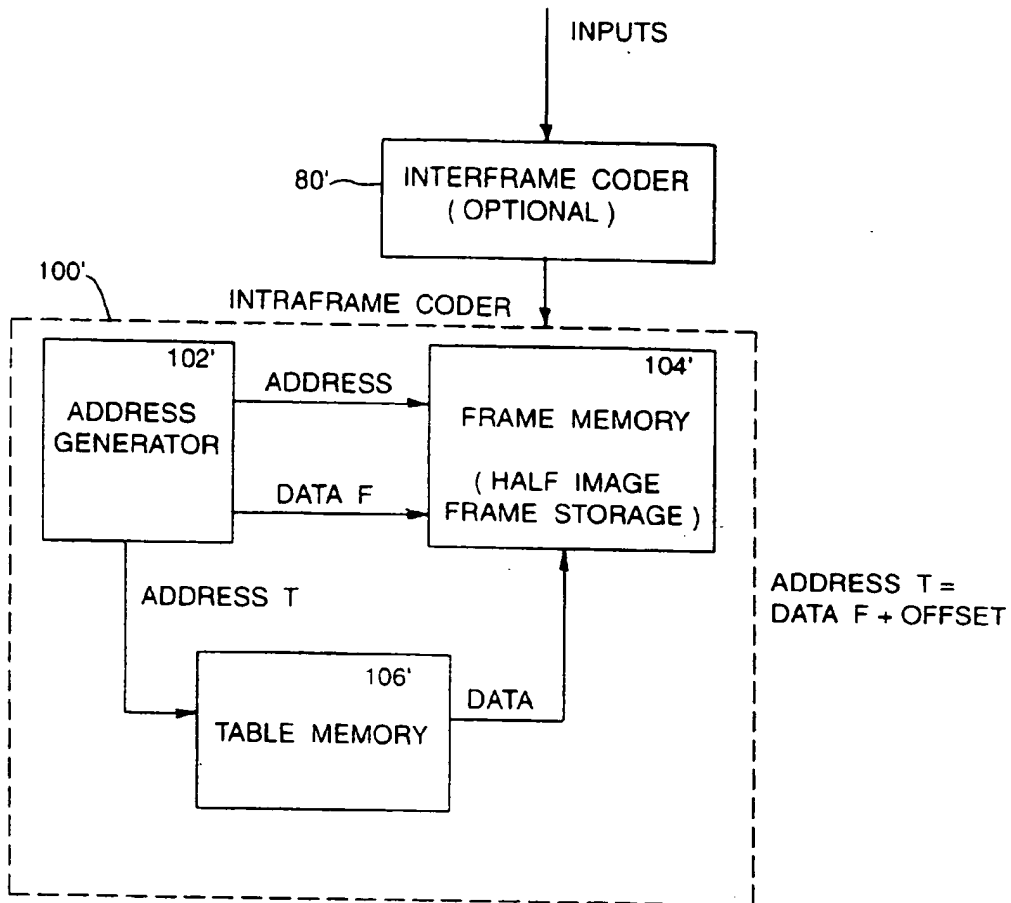 INPUTS
80'
INTERFRAME CODER
( OPTIONAL )
100'
INTRAFRAME CODER
102'
ADDRESS
GENERATOR
ADDRESS
DATA F
104'
FRAME MEMORY
( HALF IMAGE
FRAME STORAGE )
ADDRESS T
106'
TABLE MEMORY
DATA
ADDRESS T =
DATA F + OFFSET